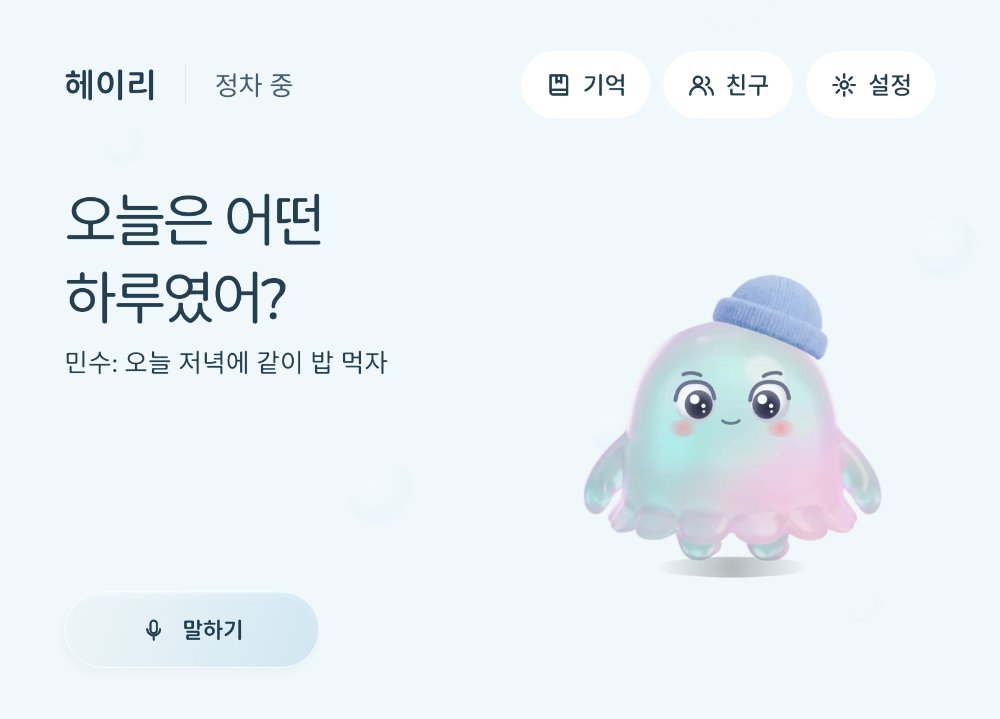 헤이리
정차 중
기억
친구
설정
오늘은 어떤
하루였어?
민수: 오늘 저녁에 같이 밥 먹자
말하기